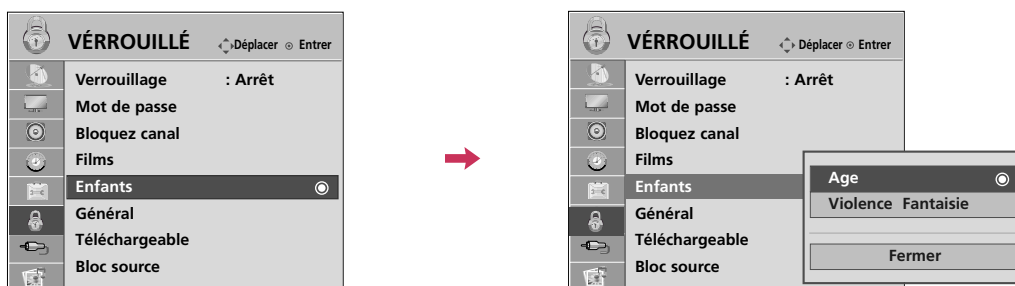 VÉRROUILLÉ Déplacer Entrer
Verrouillage : Arrêt
Mot de passe
Bloquez canal
Films
Enfants
Général
Téléchargeable
Bloc source
VÉRROUILLÉ Déplacer Entrer
Verrouillage : Arrêt
Mot de passe
Bloquez canal
Films
Enfants
Général
Téléchargeable
Bloc source
Age
Violence Fantaisie
Fermer